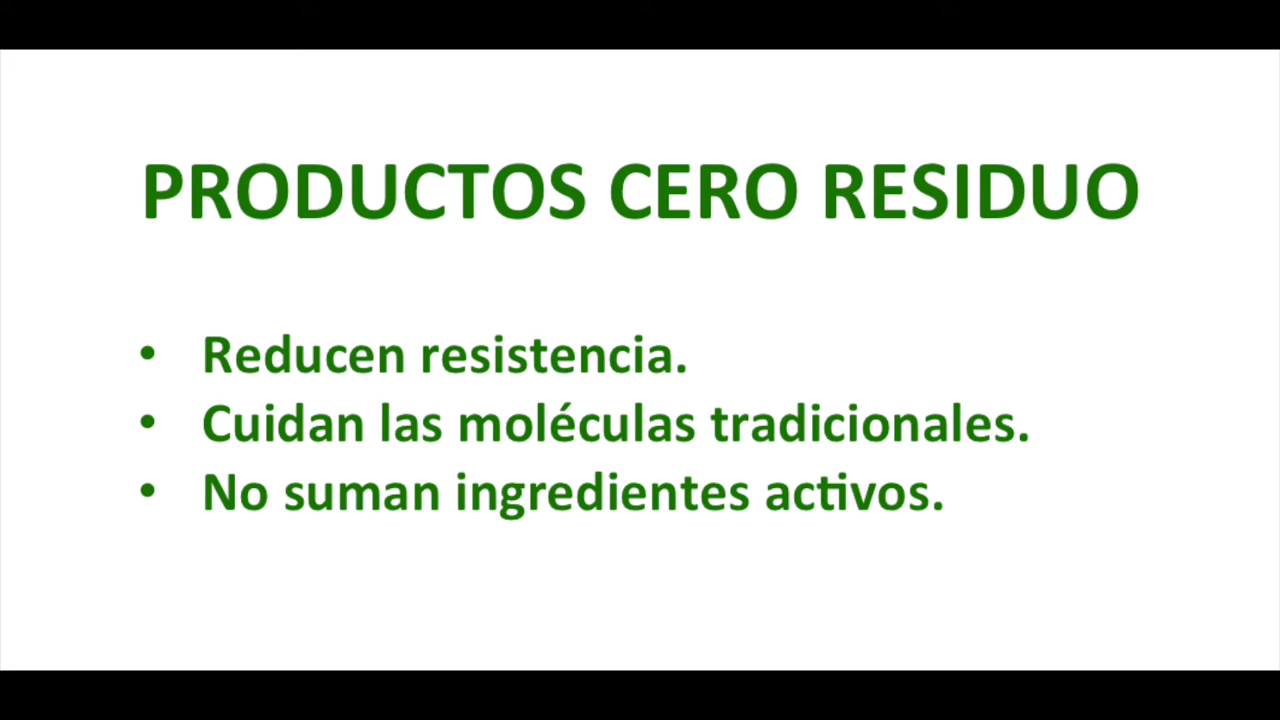 PRODUCTOS CERO RESIDUO
• Reducen resistencia.
• Cuidan las moléculas tradicionales.
• No suman ingredientes activos.